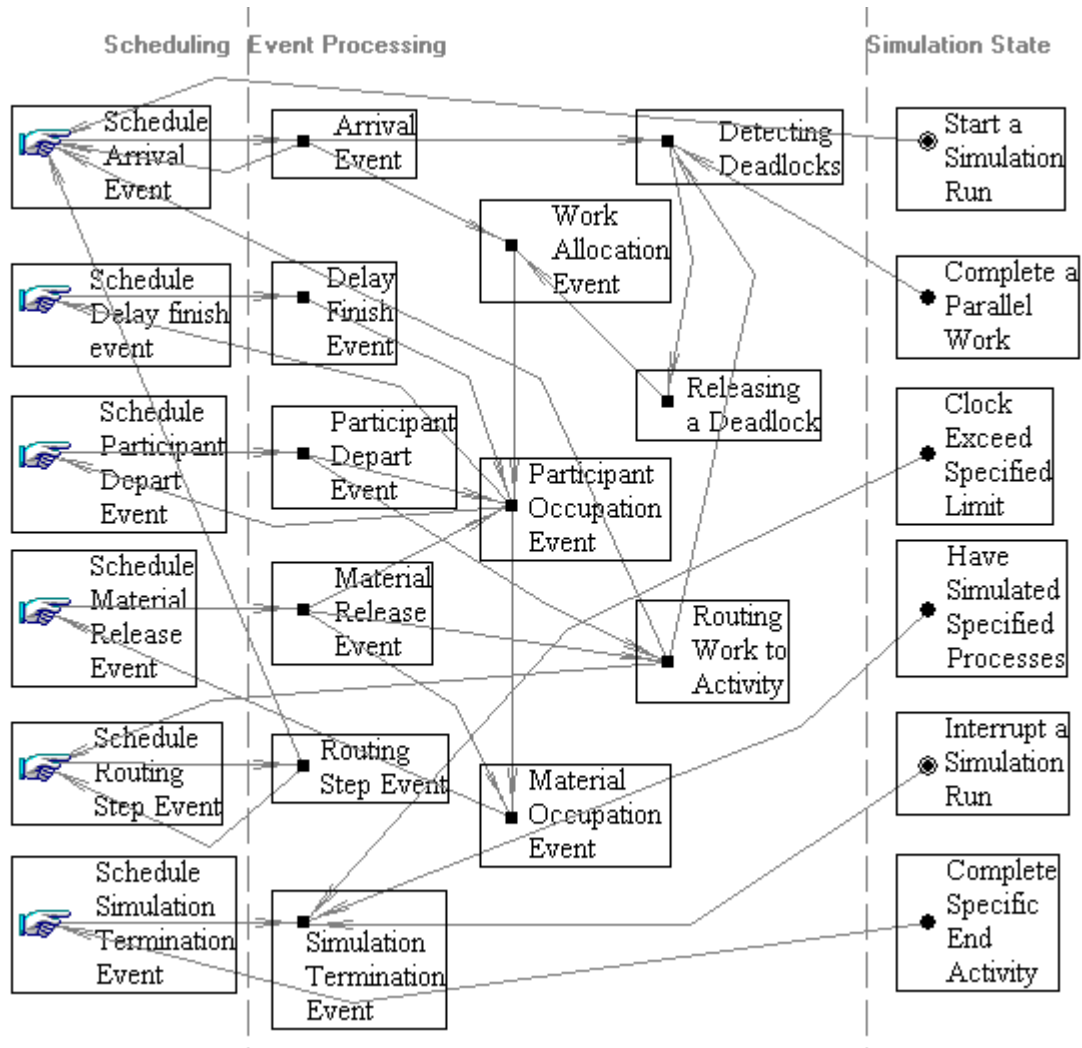 Scheduling
Event Processing
Simulation State
Schedule
Arrival
Event
Arrival
Event
Detecting
Deadlocks
Start a
Simulation
Run
Work
Allocation
Event
Schedule
Delay finish
event
Delay
Finish
Event
Complete a
Parallel
Work
Releasing
a Deadlock
Schedule
Participant
Depart
Event
Participant
Depart
Event
Clock
Exceed
Specified
Limit
Participant
Occupation
Event
Schedule
Material
Release
Event
Material
Release
Event
Have
Simulated
Specified
Processes
Routing
Work to
Activity
Schedule
Routing
Step Event
Routing
Step Event
Interrupt a
Simulation
Run
Material
Occupation
Event
Schedule
Simulation
Termination
Event
Simulation
Termination
Event
Complete
Specific
End
Activity